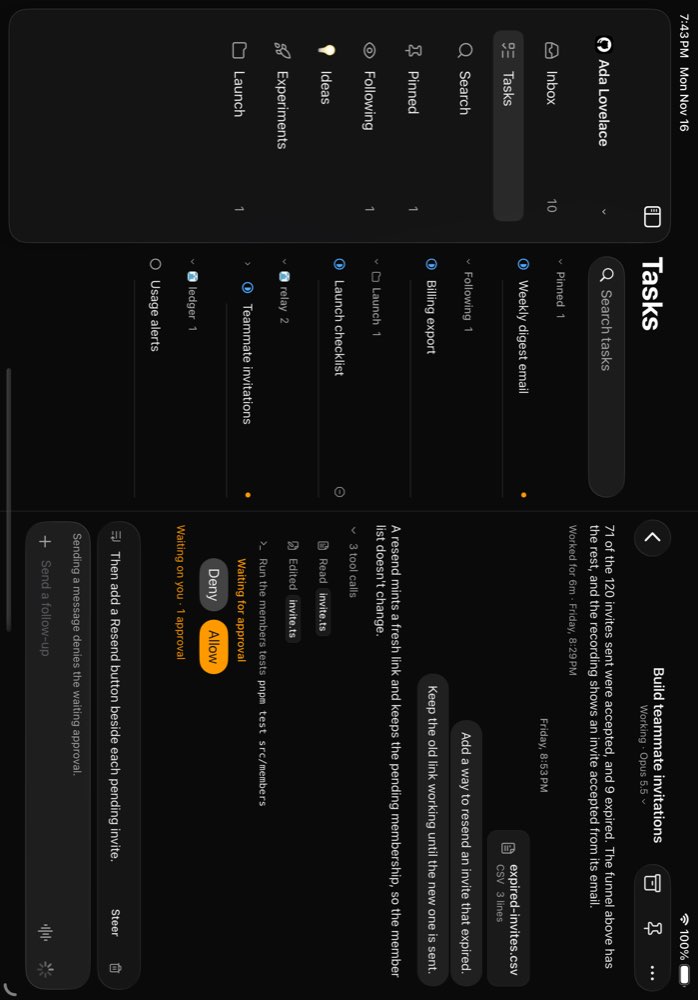 7:43 PM Mon Nov 16
100%
Ada Lovelace
Inbox 10
Tasks
Search
Pinned 1
Following 1
Ideas
Experiments
Launch 1
Tasks
Search tasks
Pinned 1
Weekly digest email
Following 1
Billing export
Launch 1
Launch checklist
relay 2
Teammate invitations
ledger 1
Usage alerts
Build teammate invitations
Working · Opus 5.5
71 of the 120 invites sent were accepted, and 9 expired. The funnel above has
the rest, and the recording shows an invite accepted from its email.
Worked for 6m · Friday, 8:29 PM
Friday, 8:53 PM
expired-invites.csv
CSV 3 lines
Add a way to resend an invite that expired.
Keep the old link working until the new one is sent.
A resend mints a fresh link and keeps the pending membership, so the member
list doesn't change.
3 tool calls
Read invite.ts
Edited invite.ts
Run the members tests pnpm test src/members
Waiting for approval
Deny Allow
Waiting on you · 1 approval
Then add a Resend button beside each pending invite. Steer
Sending a message denies the waiting approval.
Send a follow-up